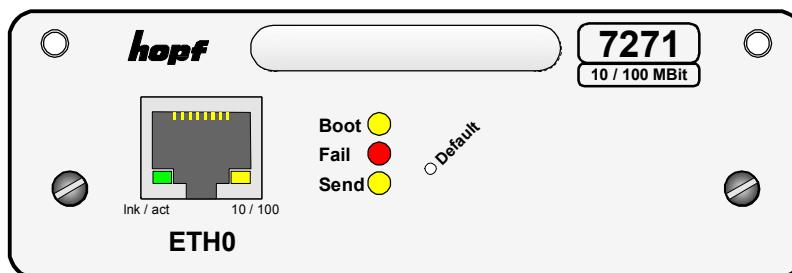 hopf
7271
10 / 100 MBit
Boot
Fail
Send
Default
lnk / act
10 / 100
ETH0